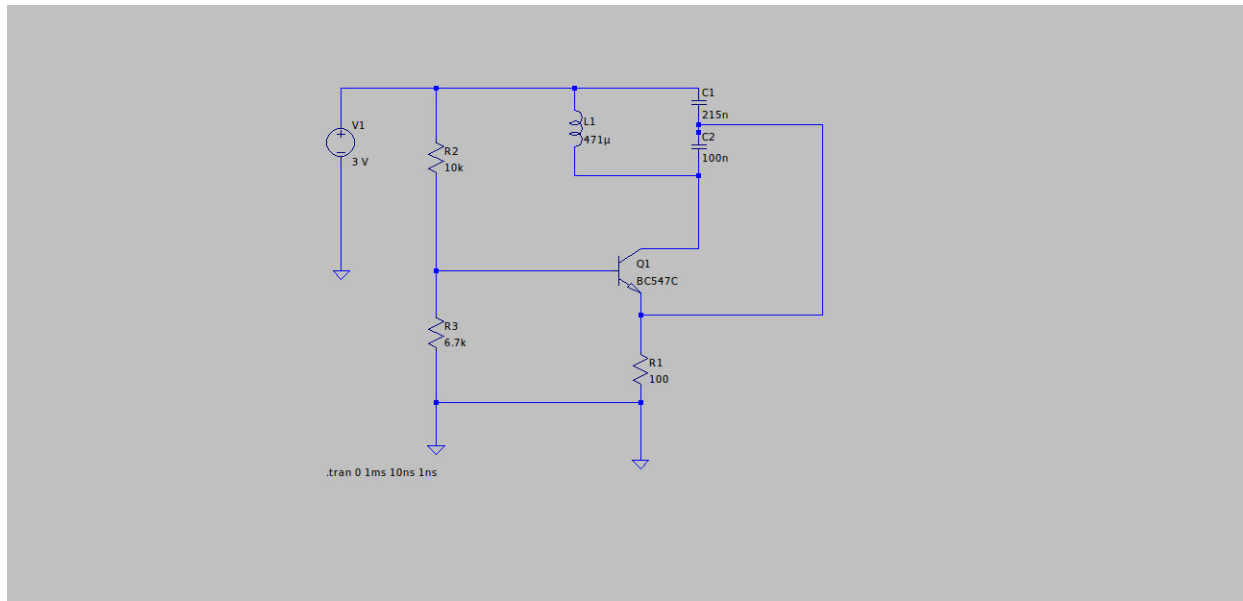 C1
215n
V1
3 V
L1
471µ
R2
10k
C2
100n
Q1
BC547C
R3
6.7k
R1
100
.tran 0 1ms 10ns 1ns